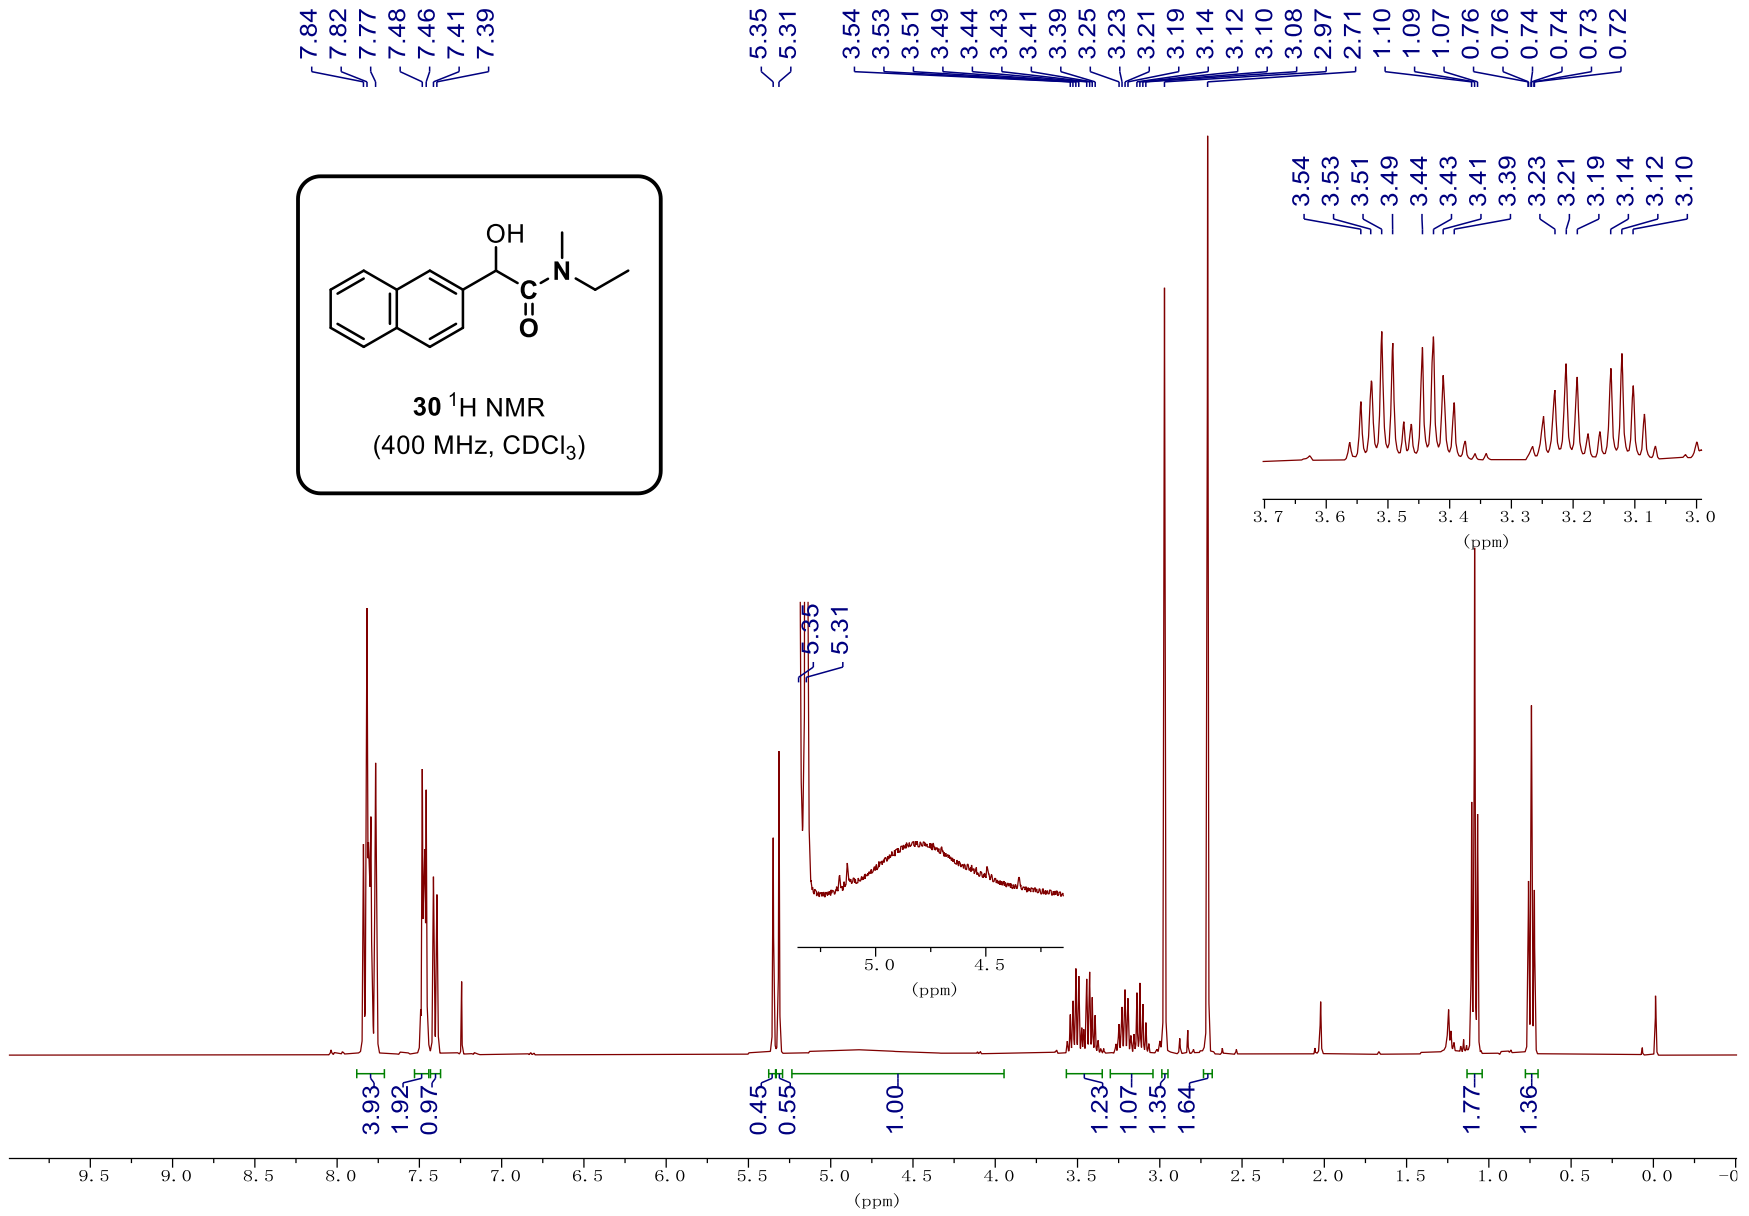 7.84 7.82 7.77 7.48 7.46 7.41 7.39 5.35 5.31 3.54 3.53 3.51 3.49 3.44 3.43 3.41 3.39 3.25 3.23 3.21 3.19 3.14 3.12 3.10 3.08 2.97 2.71 1.10 1.09 1.07 0.76 0.76 0.74 0.74 0.73 0.72
3.54 3.53 3.51 3.49 3.44 3.43 3.41 3.39 3.23 3.21 3.19 3.14 3.12 3.10
OH
N
C
O
30 ¹H NMR
(400 MHz, CDCl₃)
3.7 3.6 3.5 3.4 3.3 3.2 3.1 3.0
(ppm)
5.35 5.31
5.0 4.5
(ppm)
3.93 1.92 0.97 0.45 0.55 1.00 1.23 1.07 1.35 1.64 1.77 1.36
9.5 9.0 8.5 8.0 7.5 7.0 6.5 6.0 5.5 5.0 4.5 4.0 3.5 3.0 2.5 2.0 1.5 1.0 0.5 0.0 -0
(ppm)